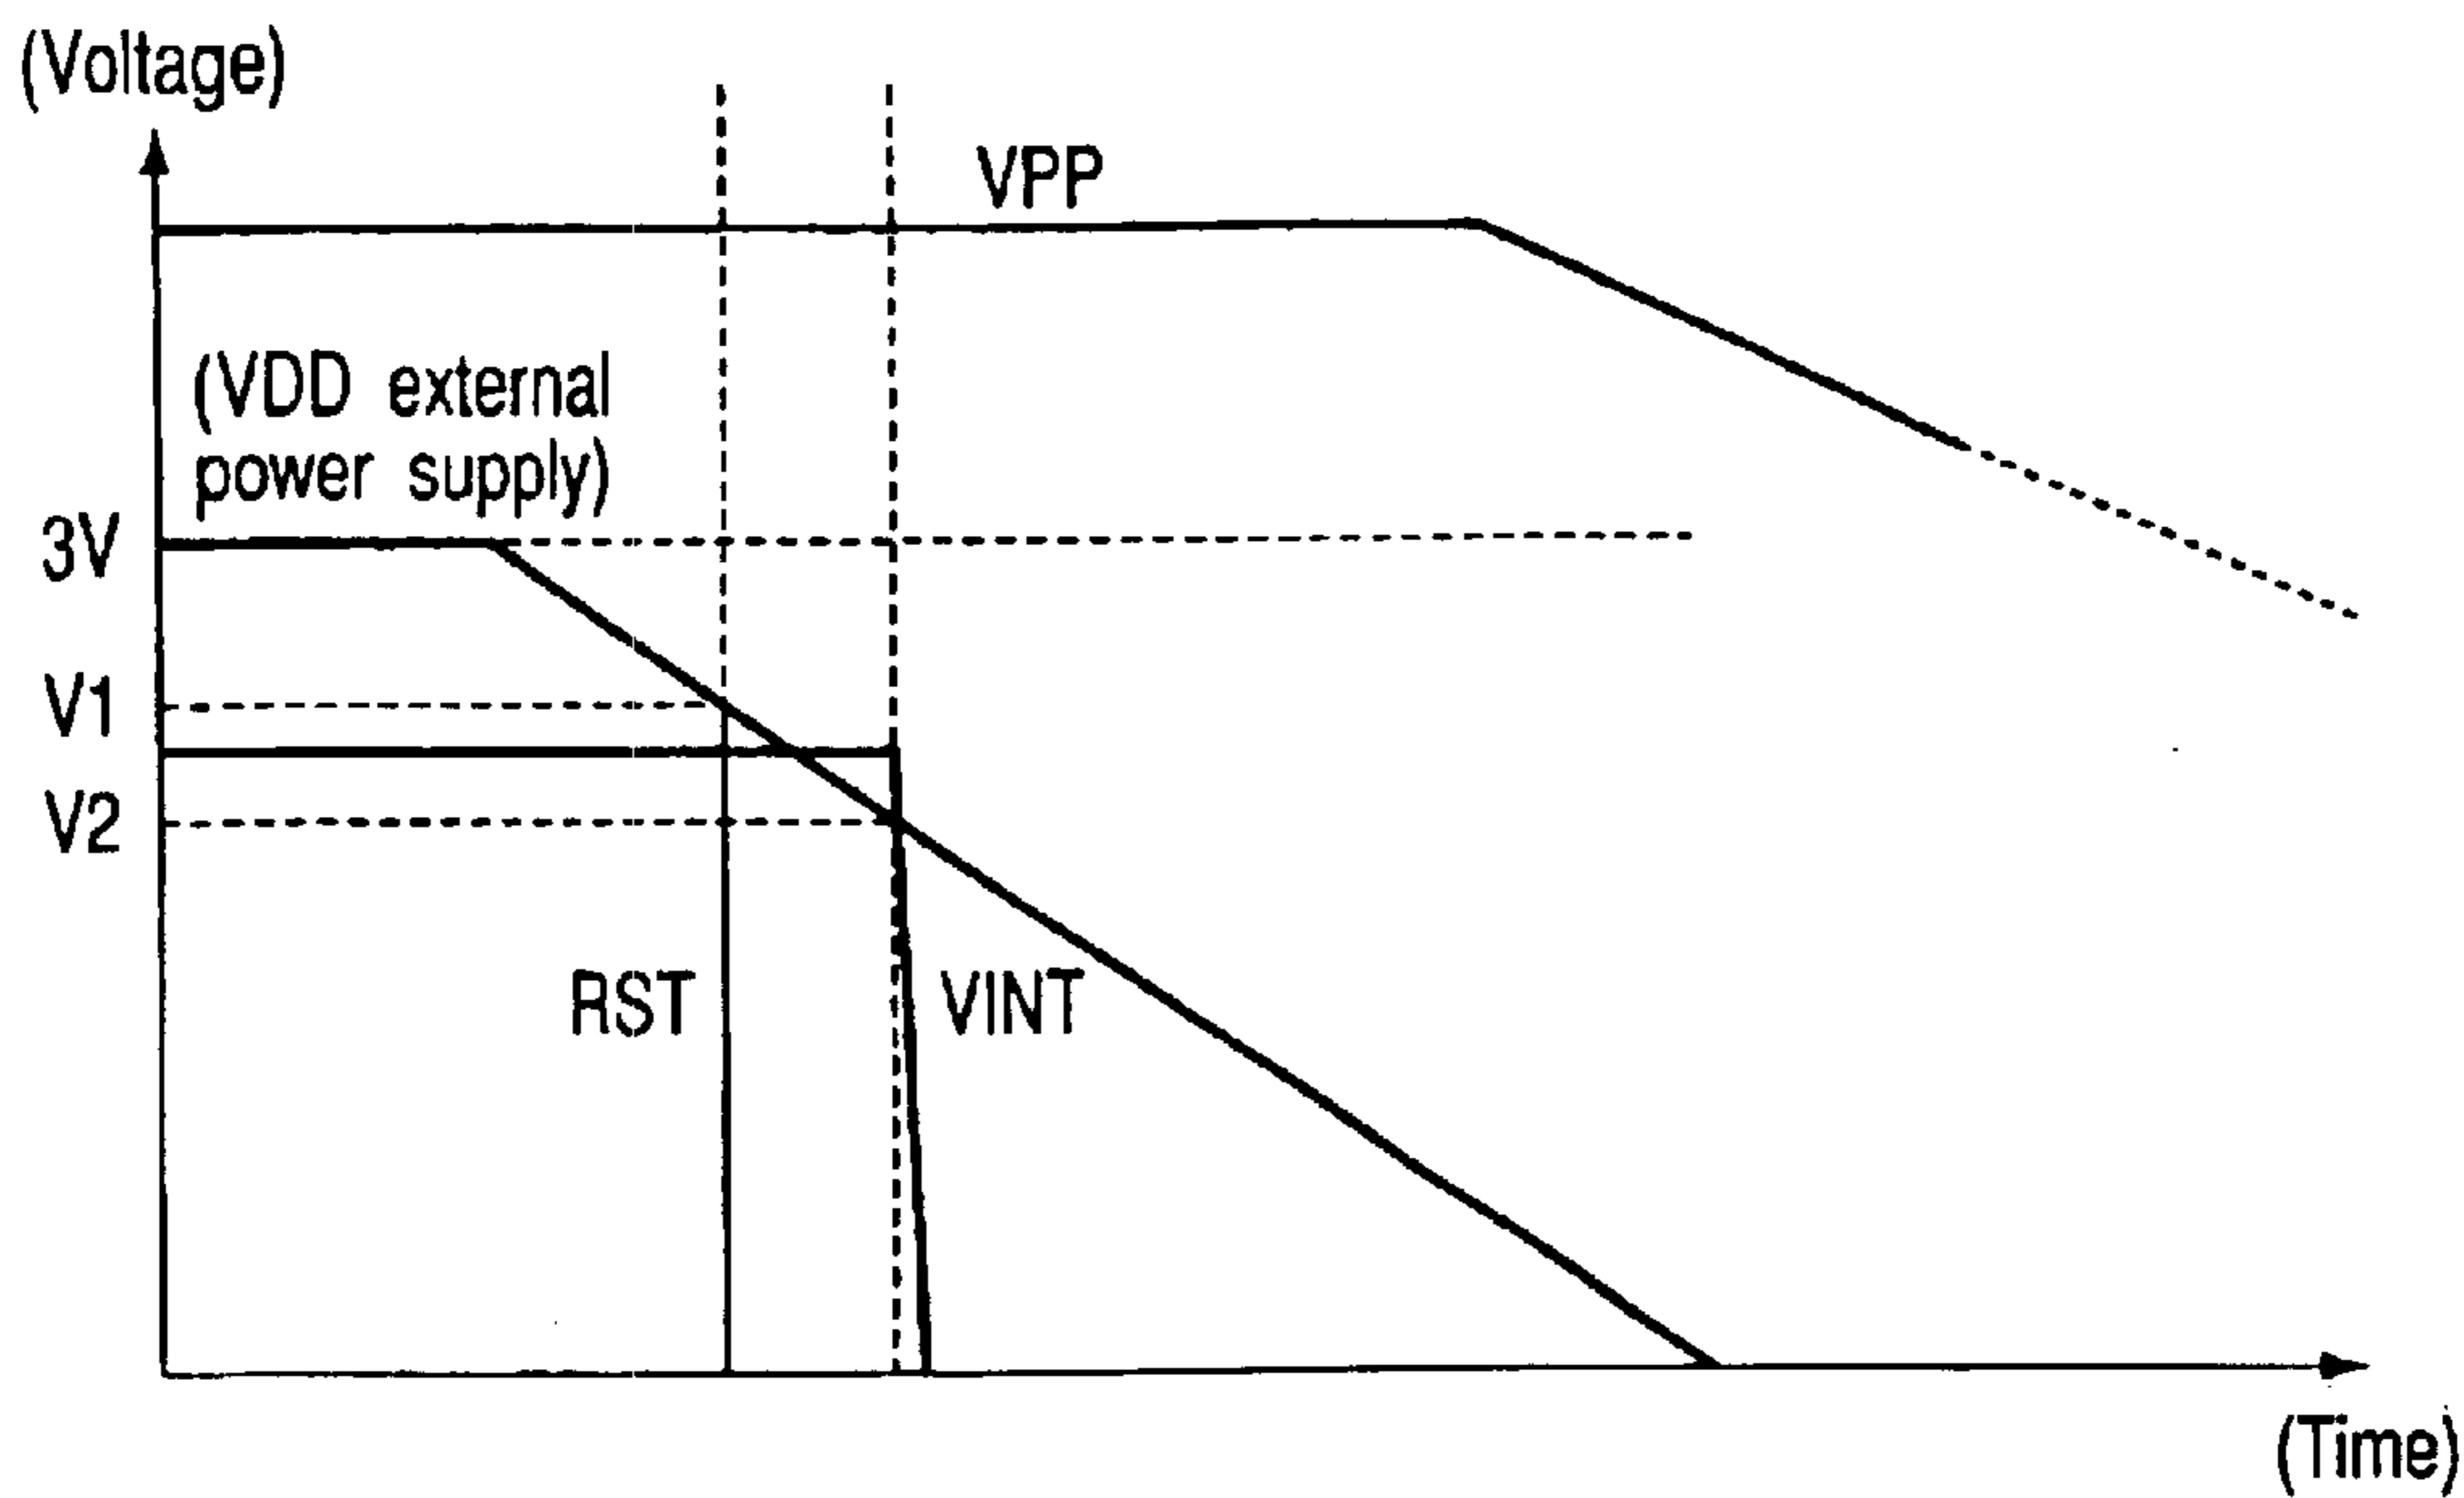 (Voltage)
VPP
(VDD external
power supply)
3V
V1
V2
RST
VINT
(Time)